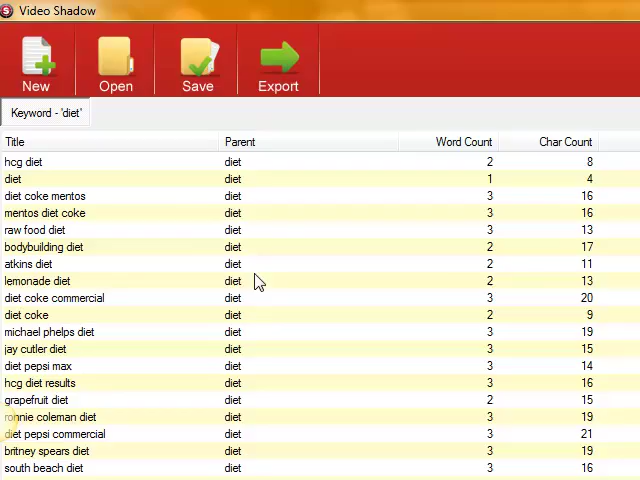 Video Shadow
New Open Save Export
Keyword - 'diet'
Title Parent Word Count Char Count
hcg diet diet 2 8
diet diet 1 4
diet coke mentos diet 3 16
mentos diet coke diet 3 16
raw food diet diet 3 13
bodybuilding diet diet 2 17
atkins diet diet 2 11
lemonade diet diet 2 13
diet coke commercial diet 3 20
diet coke diet 2 9
michael phelps diet diet 3 19
jay cutler diet diet 3 15
diet pepsi max diet 3 14
hcg diet results diet 3 16
grapefruit diet diet 2 15
ronnie coleman diet diet 3 19
diet pepsi commercial diet 3 21
britney spears diet diet 3 19
south beach diet diet 3 16